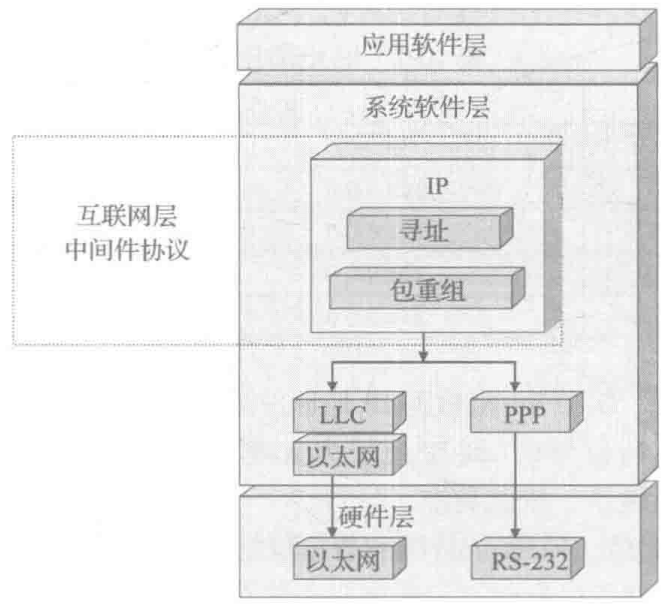 应用软件层
系统软件层
IP
寻址
包重组
互联网层
中间件协议
LLC
PPP
以太网
硬件层
以太网
RS-232